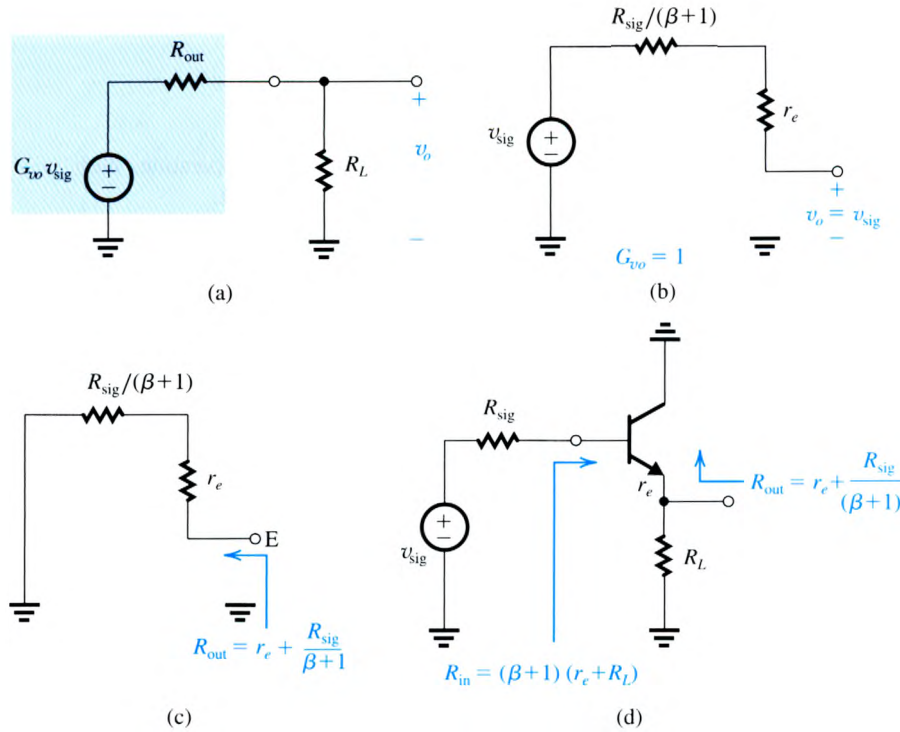 R_out
G_vo v_sig
+
−
R_L
+
v_o
−
(a)
R_sig/(β+1)
v_sig
+
−
r_e
+
v_o = v_sig
−
G_vo = 1
(b)
R_sig/(β+1)
r_e
E
R_out = r_e + R_sig/β+1
(c)
R_sig
v_sig
+
−
r_e
R_out = r_e + R_sig/(β+1)
R_L
R_in = (β+1) (r_e+R_L)
(d)